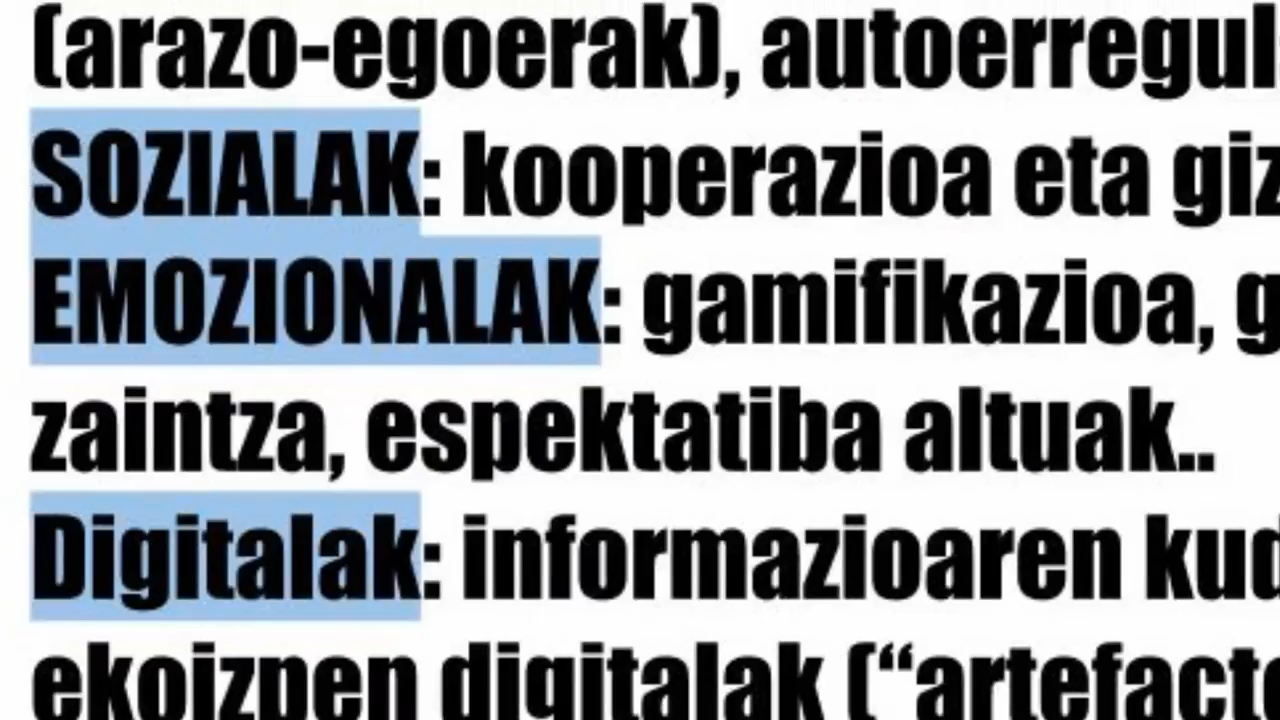 (arazo-egoerak), autoerregul
SOZIALAK: kooperazioa eta giz
EMOZIONALAK: gamifikazioa, g
zaintza, espektatiba altuak..
Digitalak: informazioaren kud
ekoizpen digitalak (“artefacto